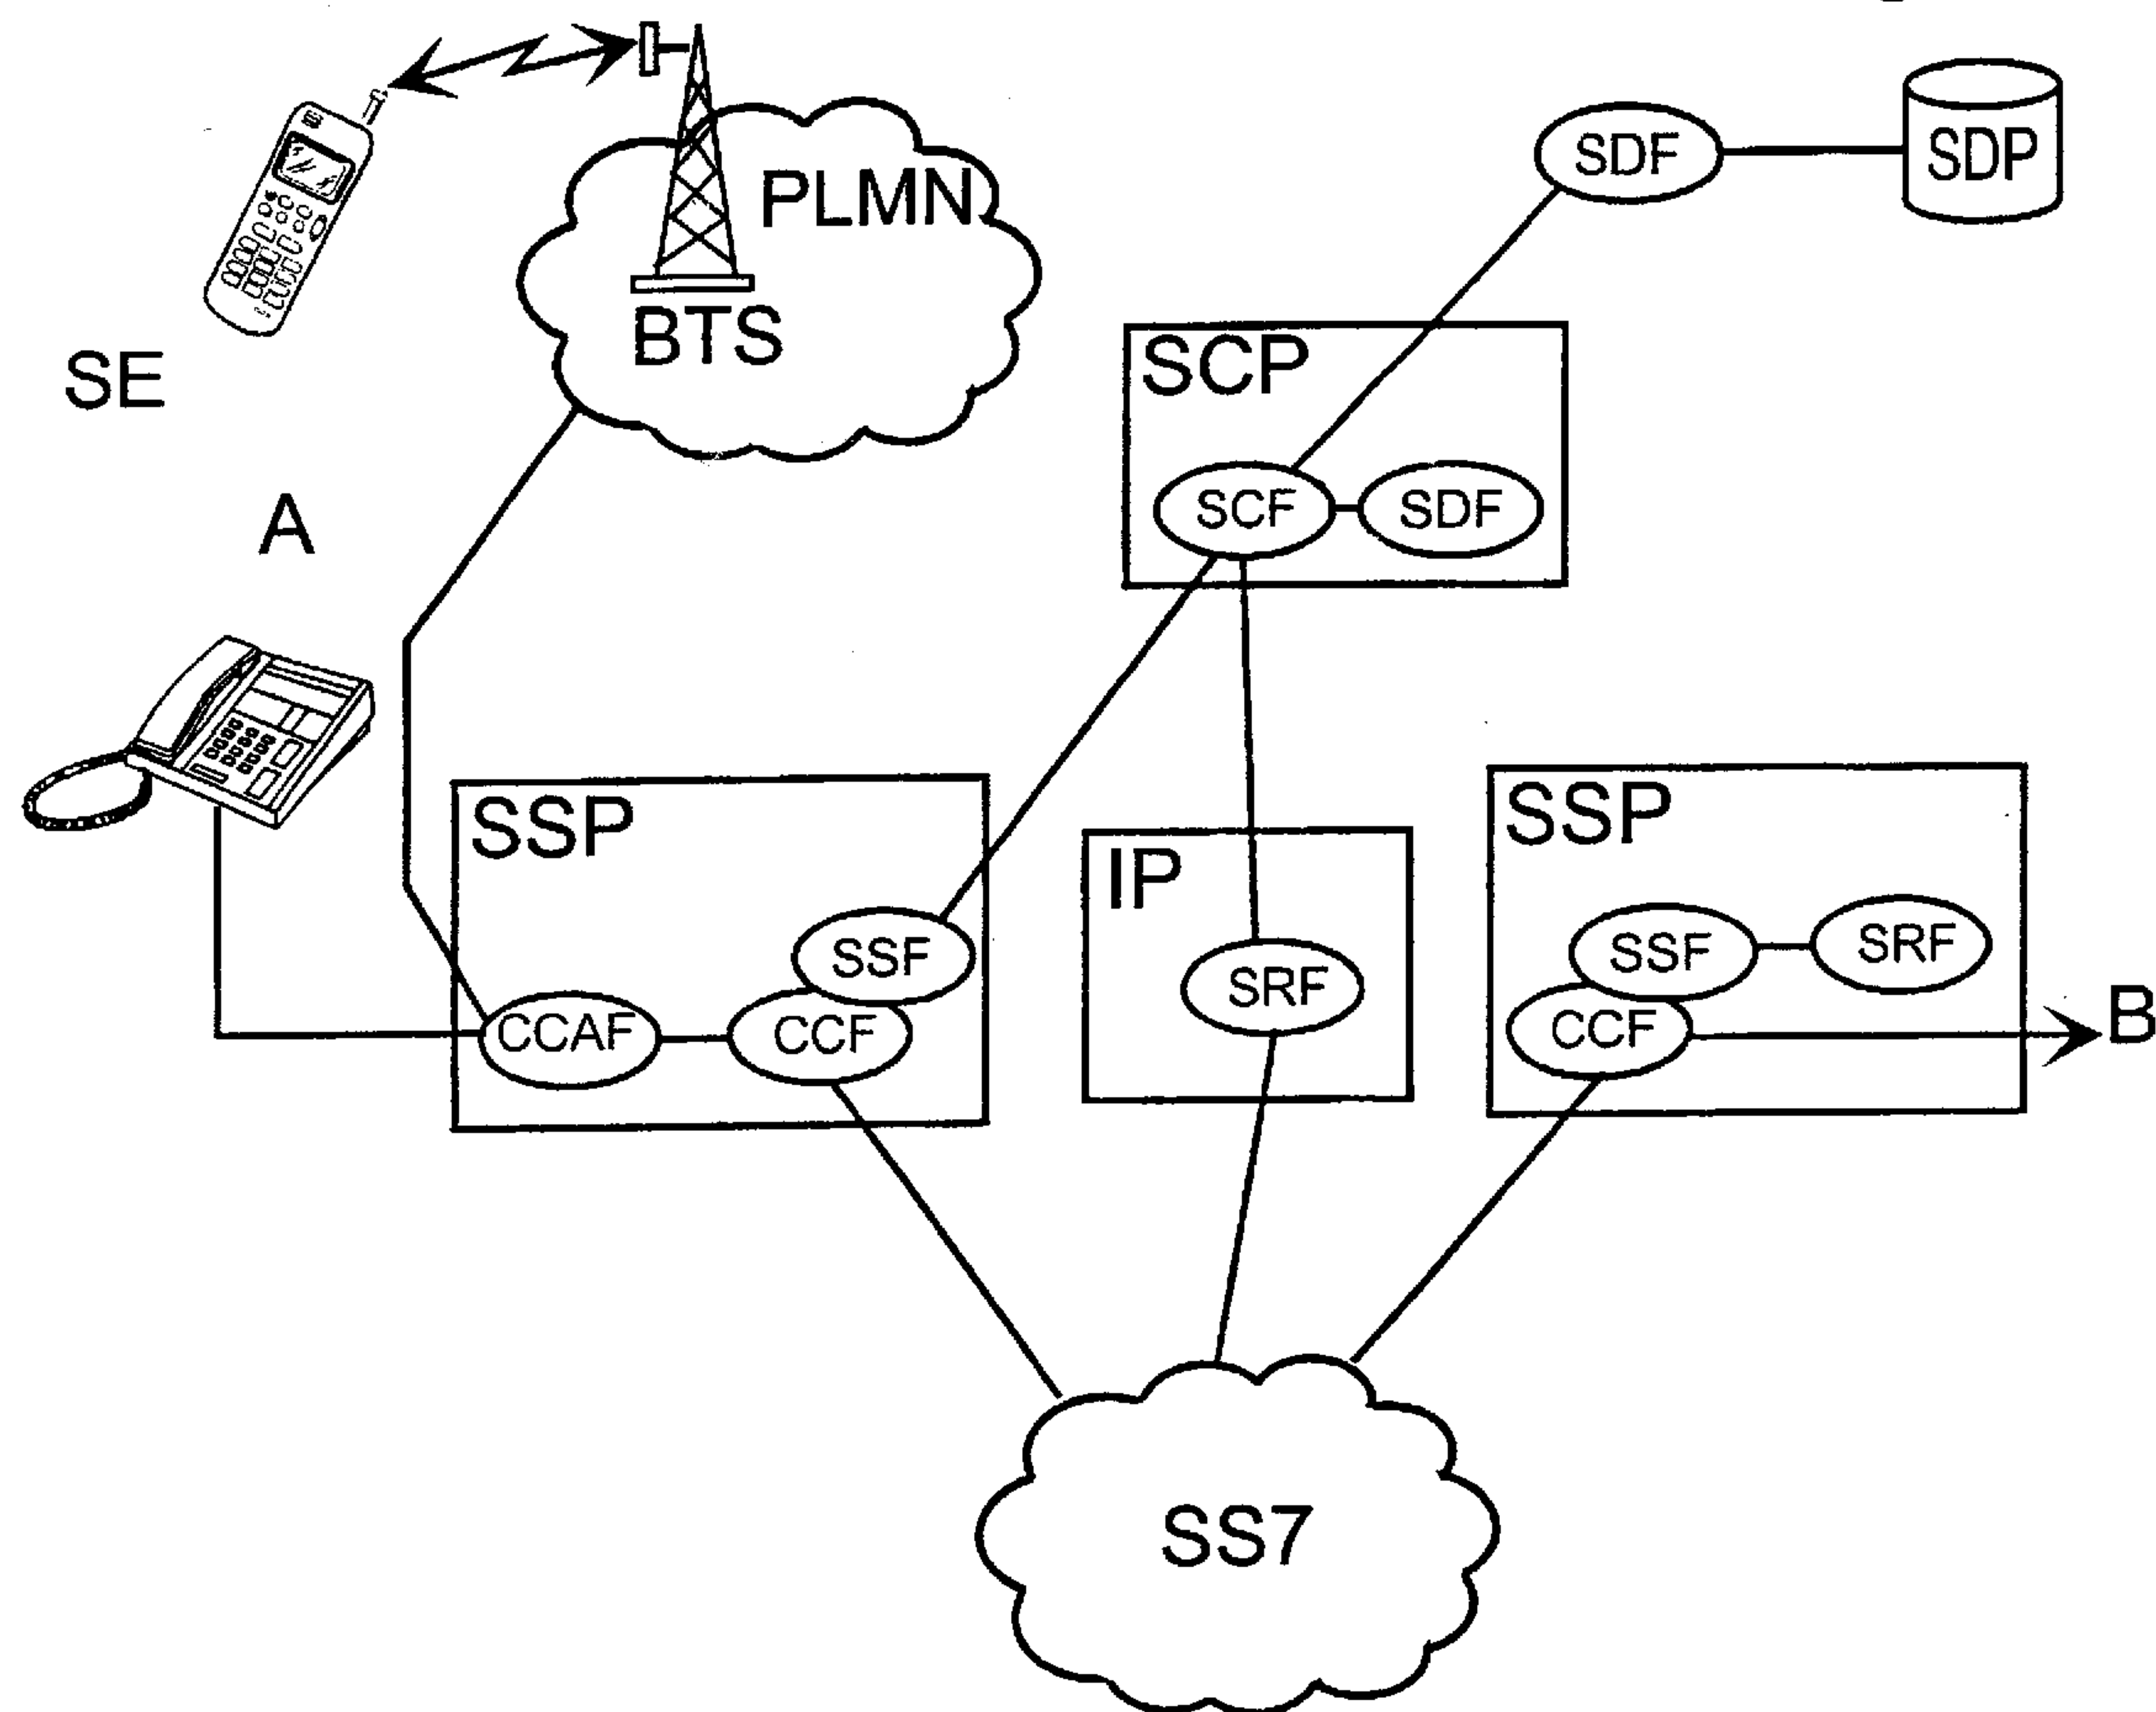 PLMN
BTS
SE
A
SDF
SDP
SCP
SCF
SDF
SSP
SSF
CCAF
CCF
IP
SRF
SSP
SSF
SRF
CCF
B
SS7